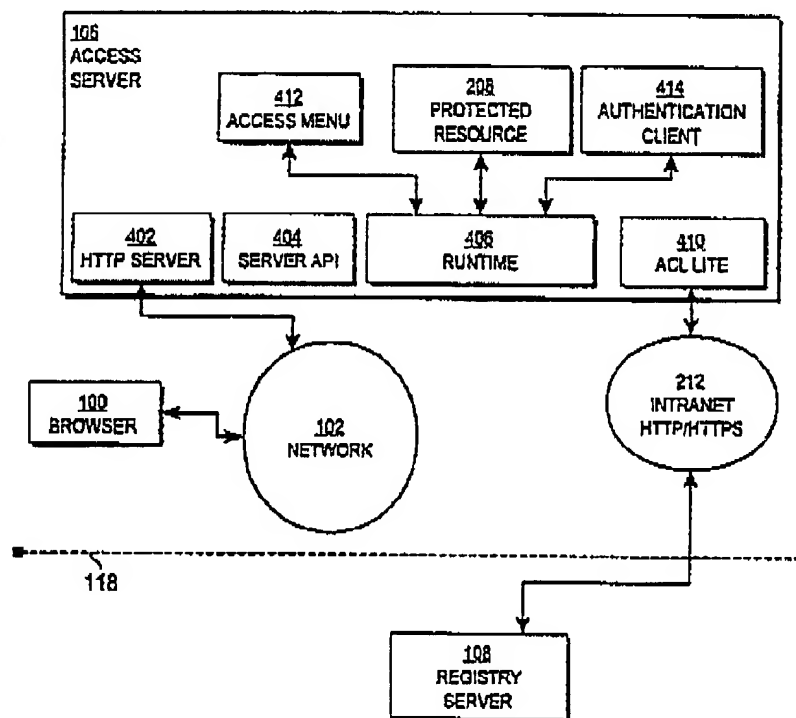 106
ACCESS
SERVER
412
ACCESS MENU
208
PROTECTED
RESOURCE
414
AUTHENTICATION
CLIENT
402
HTTP SERVER
404
SERVER API
406
RUNTIME
410
ACL LITE
100
BROWSER
102
NETWORK
212
INTRANET
HTTP/HTTPS
118
108
REGISTRY
SERVER